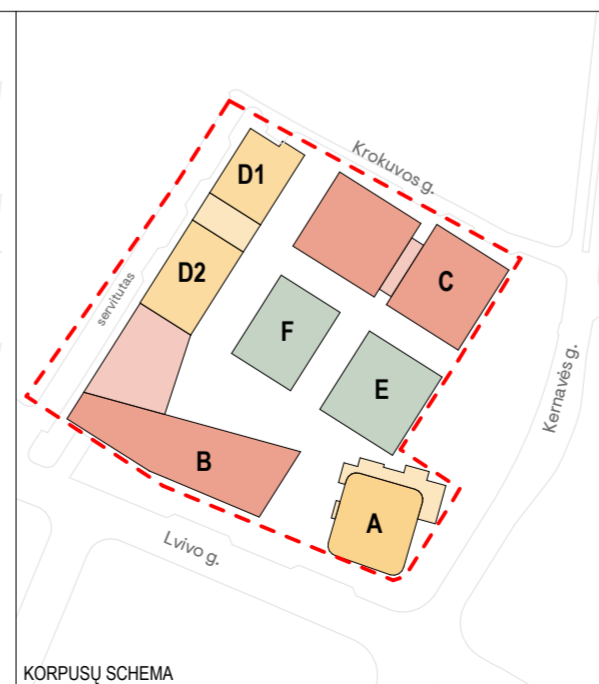 Krokuvos g.
D1
C
D2
servitutas
F
E
Kernavės g.
B
A
Lvivo g.
KORPUSŲ SCHEMA